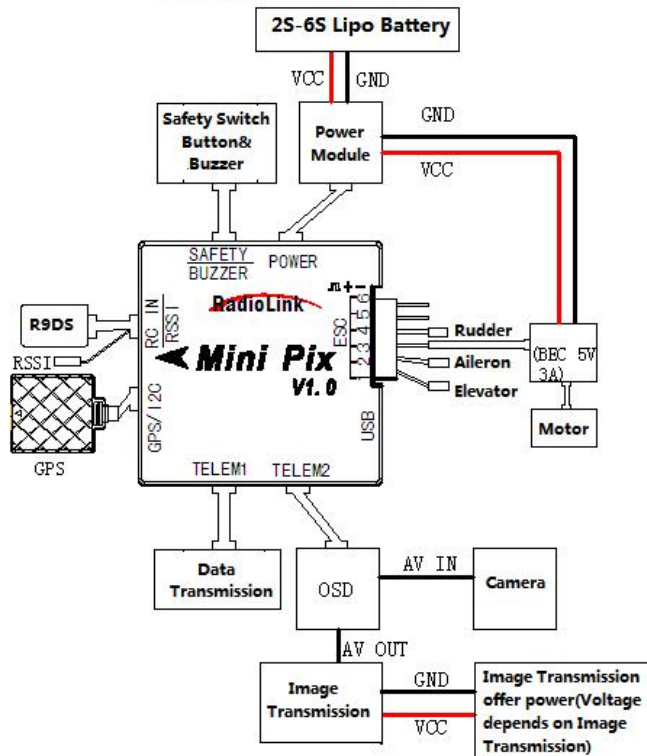 2S-6S Lipo Battery
VCC
GND
Safety Switch
Button&
Buzzer
Power
Module
GND
VCC
SAFETY
BUZZER
POWER
RadioLink
Mini Pix
V1.0
R9DS
RSSI
RC IN
RSSI
GPS/I2C
GPS
ESC
+ -
6
5
4
3
2
1
USB
Rudder
Aileron
Elevator
(BEC 5V
3A)
Motor
TELEM1
TELEM2
Data
Transmission
OSD
AV IN
Camera
AV OUT
Image
Transmission
GND
VCC
Image Transmission
offer power(Voltage
depends on Image
Transmission)